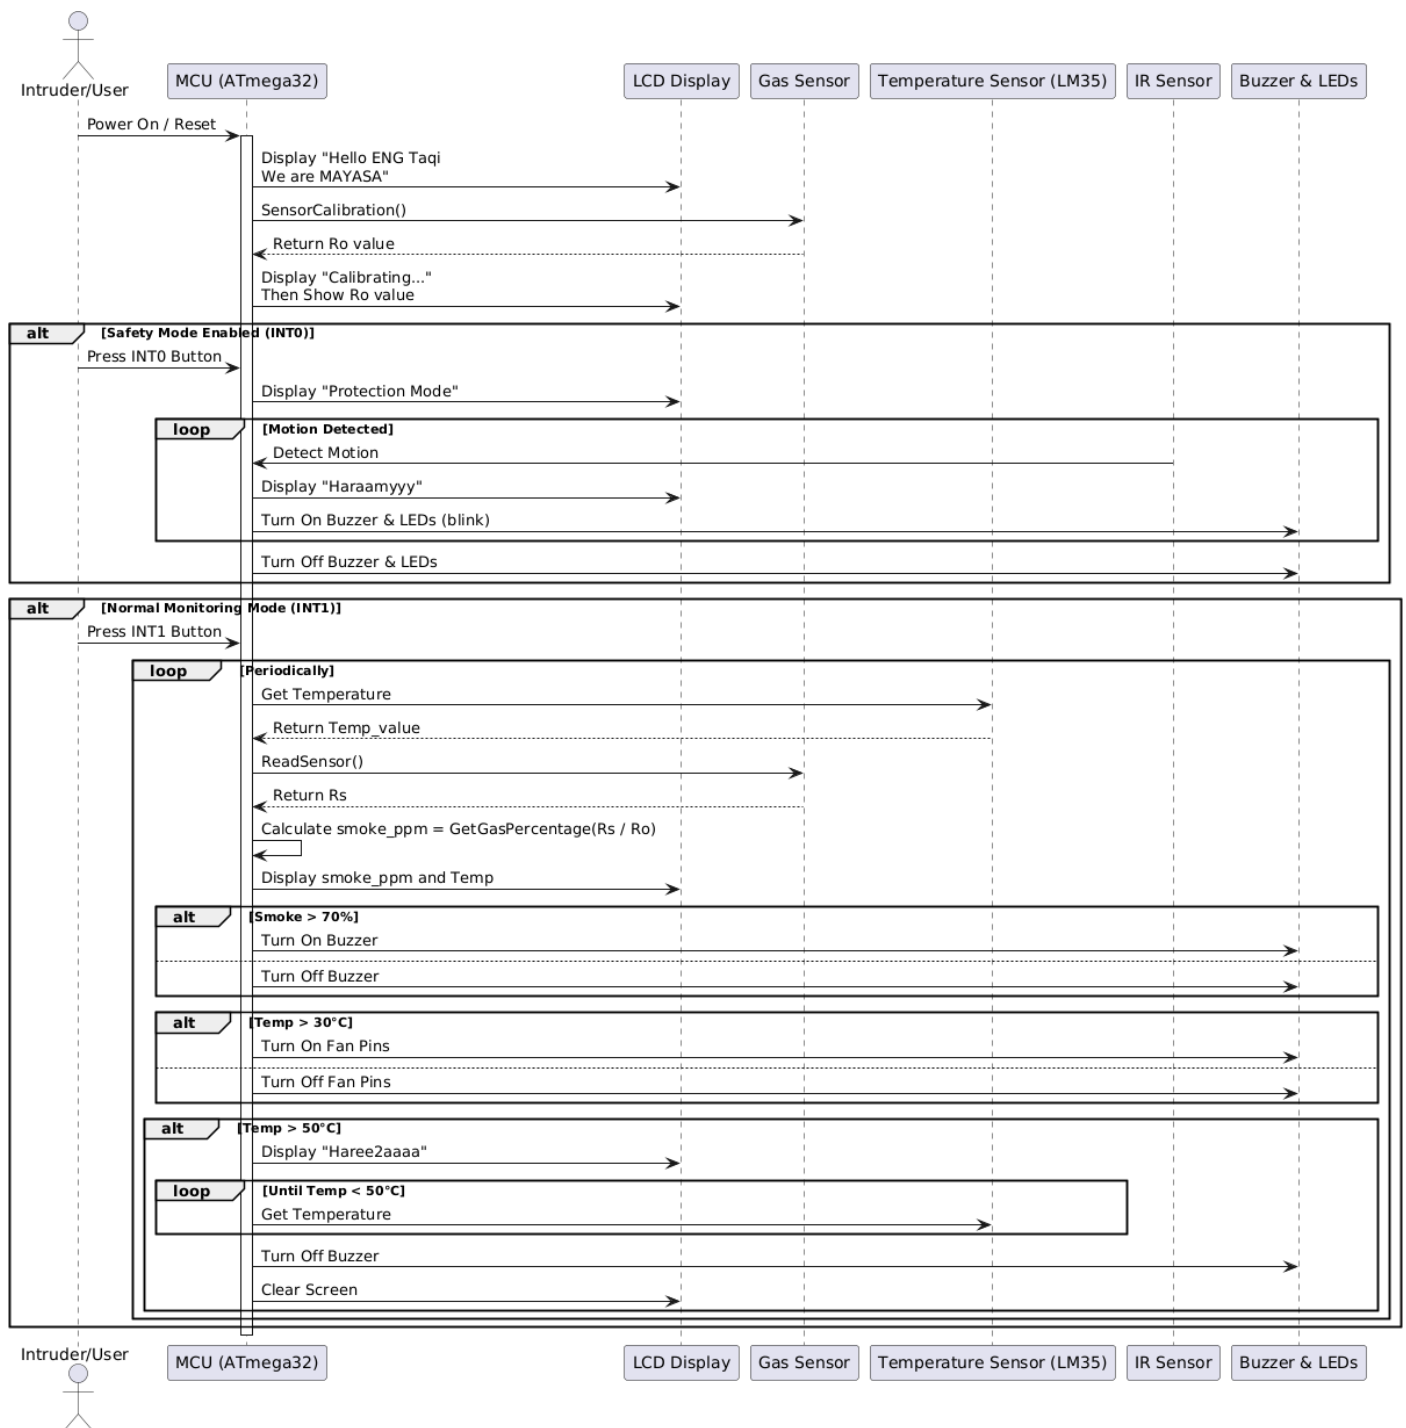 Intruder/User
MCU (ATmega32)
LCD Display
Gas Sensor
Temperature Sensor (LM35)
IR Sensor
Buzzer & LEDs
Power On / Reset
Display "Hello ENG Taqi
We are MAYASA"
SensorCalibration()
Return Ro value
Display "Calibrating..."
Then Show Ro value
alt
[Safety Mode Enabled (INT0)]
Press INT0 Button
Display "Protection Mode"
loop
[Motion Detected]
Detect Motion
Display "Haraamyyy"
Turn On Buzzer & LEDs (blink)
Turn Off Buzzer & LEDs
alt
[Normal Monitoring Mode (INT1)]
Press INT1 Button
loop
[Periodically]
Get Temperature
Return Temp_value
ReadSensor()
Return Rs
Calculate smoke_ppm = GetGasPercentage(Rs / Ro)
Display smoke_ppm and Temp
alt
[Smoke > 70%]
Turn On Buzzer
Turn Off Buzzer
alt
[Temp > 30°C]
Turn On Fan Pins
Turn Off Fan Pins
alt
[Temp > 50°C]
Display "Haree2aaaa"
loop
[Until Temp < 50°C]
Get Temperature
Turn Off Buzzer
Clear Screen
Intruder/User
MCU (ATmega32)
LCD Display
Gas Sensor
Temperature Sensor (LM35)
IR Sensor
Buzzer & LEDs